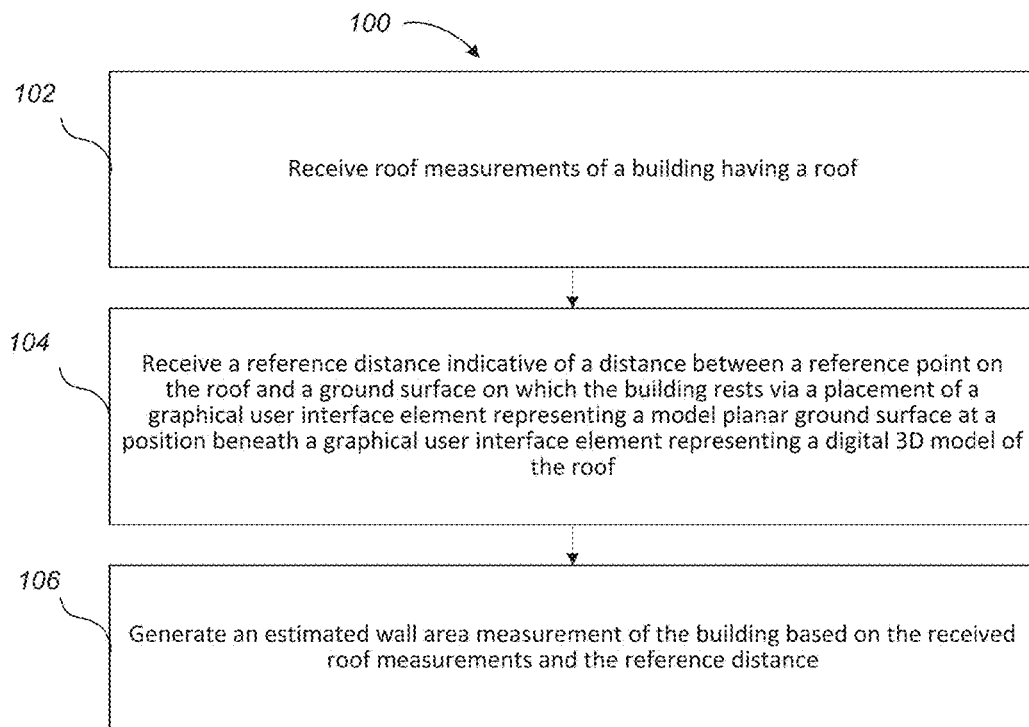 100
102
Receive roof measurements of a building having a roof
104
Receive a reference distance indicative of a distance between a reference point on
the roof and a ground surface on which the building rests via a placement of a
graphical user interface element representing a model planar ground surface at a
position beneath a graphical user interface element representing a digital 3D model of
the roof
106
Generate an estimated wall area measurement of the building based on the received
roof measurements and the reference distance